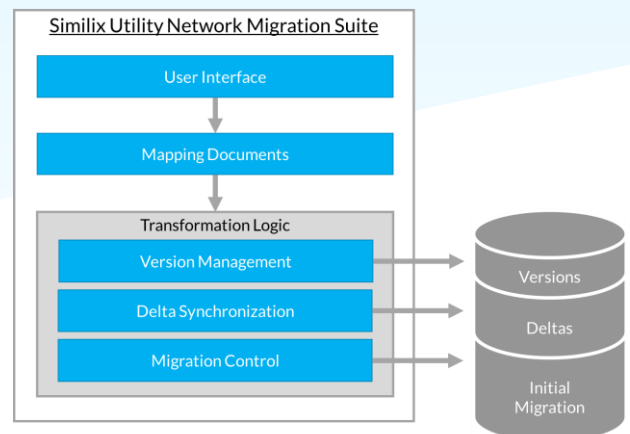 Similix Utility Network Migration Suite
User Interface
Mapping Documents
Transformation Logic
Version Management
Delta Synchronization
Migration Control
Versions
Deltas
Initial
Migration